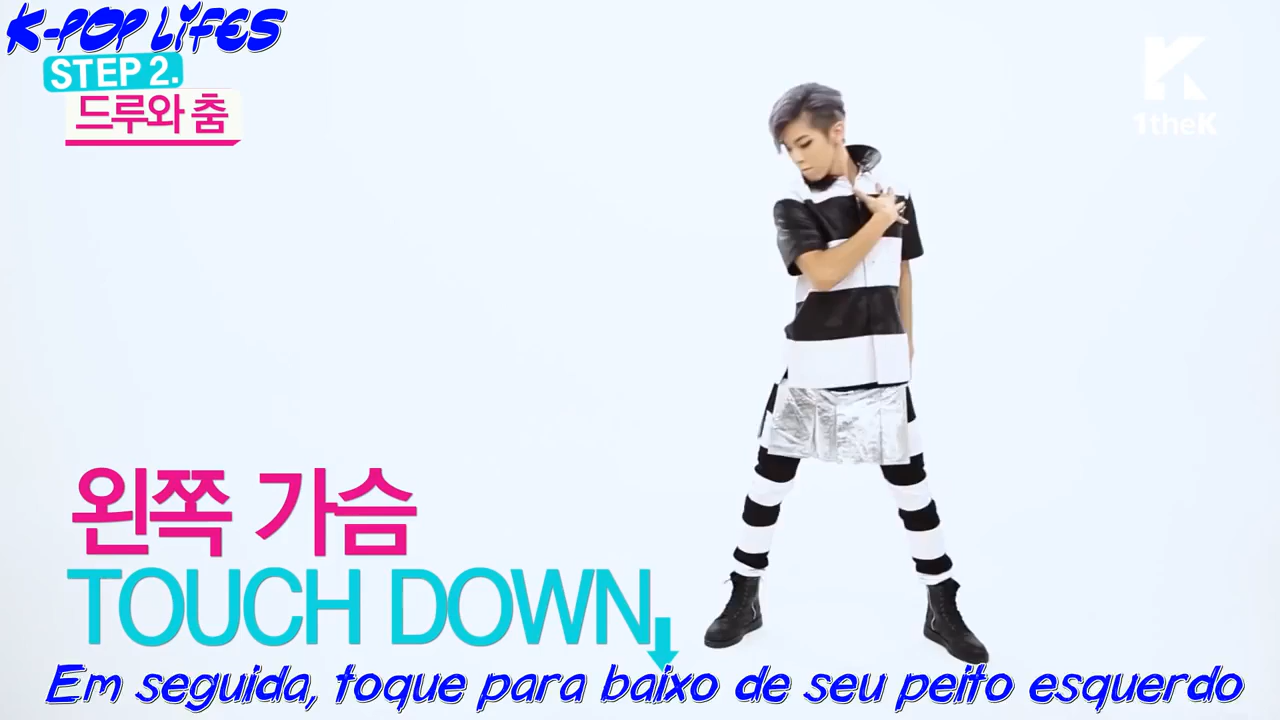 K-POP LIFES
STEP 2.
드루와 춤
1theK
왼쪽 가슴
TOUCH DOWN
Em seguida, toque para baixo de seu peito esquerdo